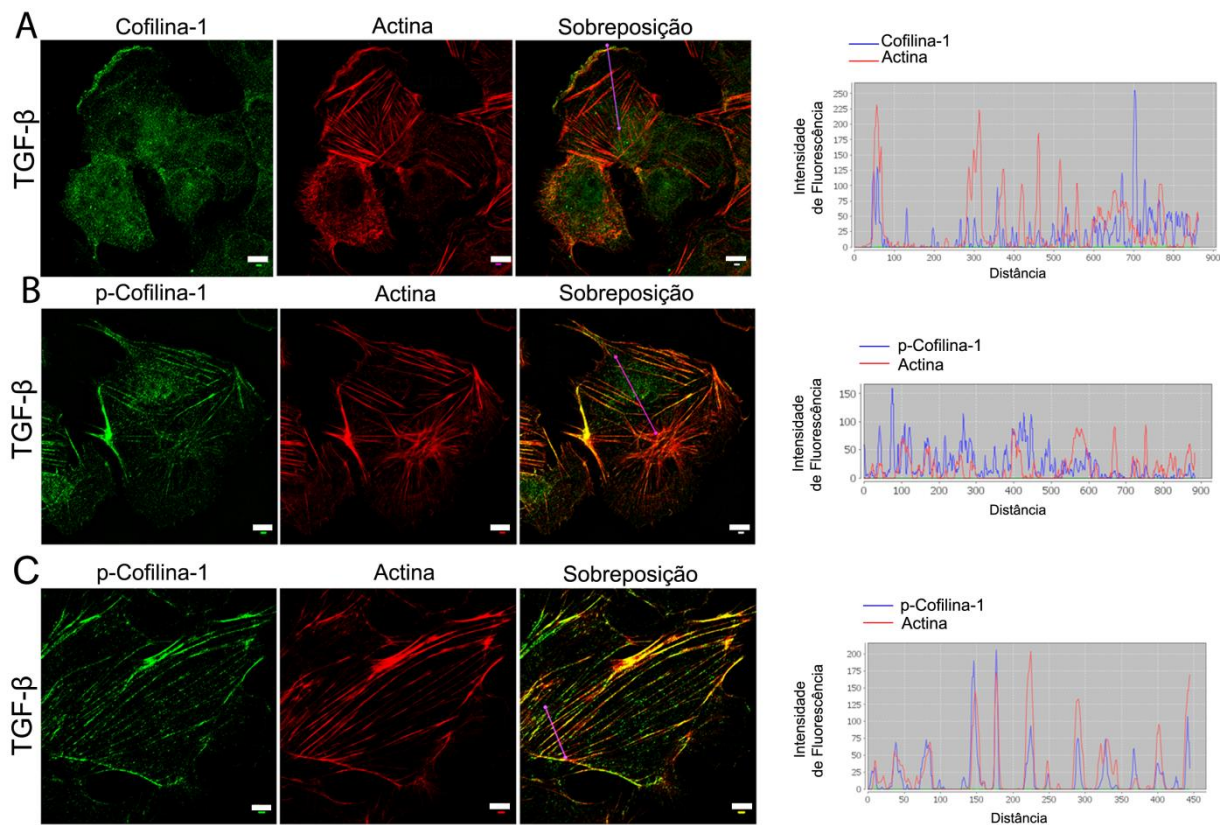 A
Cofilina-1
Actina
Sobreposição
TGF-β
Cofilina-1
Actina
Intensidade
de Fluorescência
250
225
200
175
150
125
100
75
50
25
0
0 100 200 300 400 500 600 700 800 900
Distância
B
p-Cofilina-1
Actina
Sobreposição
TGF-β
p-Cofilina-1
Actina
Intensidade
de Fluorescência
150
100
50
0
0 100 200 300 400 500 600 700 800 900
Distância
C
p-Cofilina-1
Actina
Sobreposição
TGF-β
p-Cofilina-1
Actina
Intensidade
de Fluorescência
200
175
150
125
100
75
50
25
0
0 50 100 150 200 250 300 350 400 450
Distância